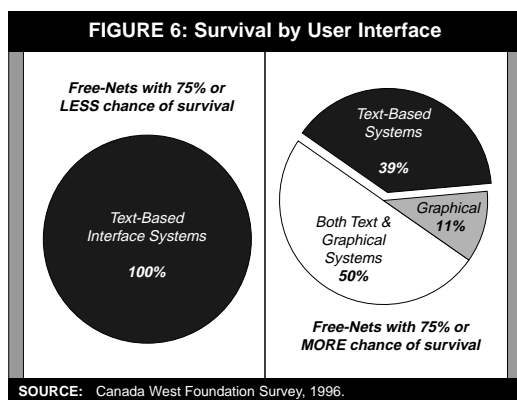 FIGURE 6: Survival by User Interface
Free-Nets with 75% or
LESS chance of survival
Text-Based
Interface Systems
100%
Text-Based
Systems
39%
Graphical
11%
Both Text &
Graphical
Systems
50%
Free-Nets with 75% or
MORE chance of survival
SOURCE: Canada West Foundation Survey, 1996.